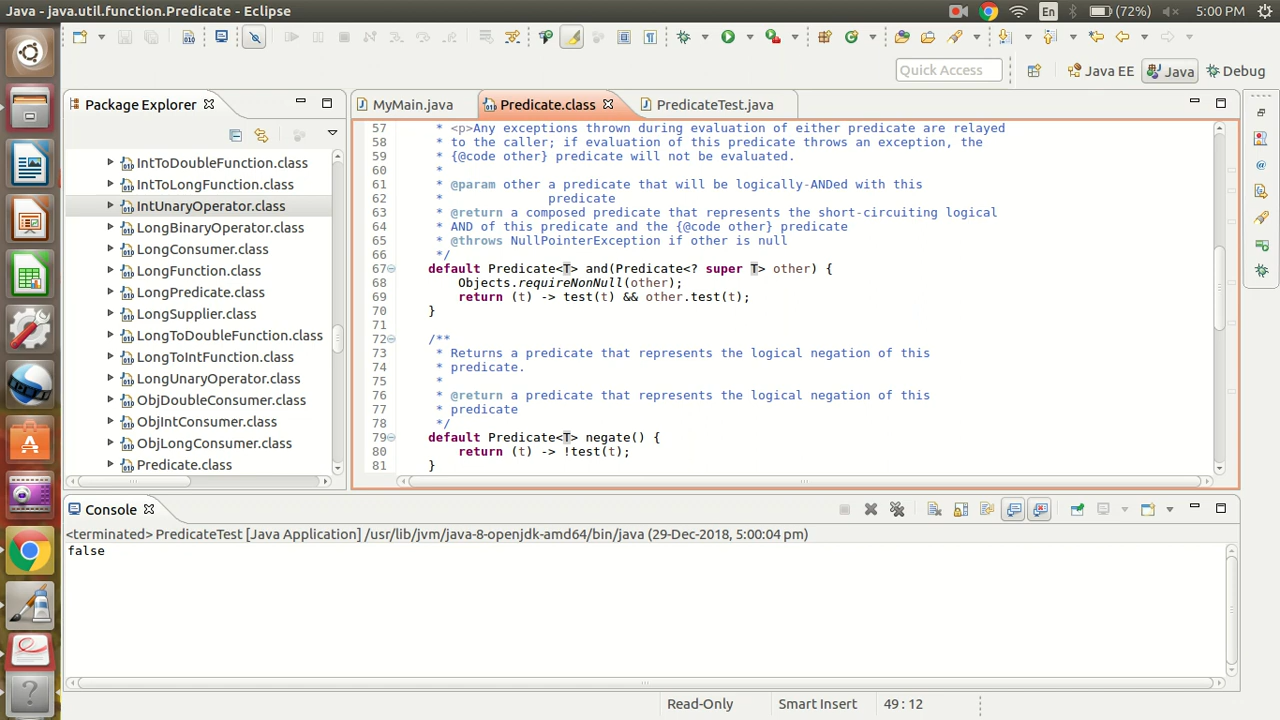 Java - java.util.function.Predicate - Eclipse
En
(72%)
5:00 PM
Quick Access
Java EE
Java
Debug
Package Explorer
MyMain.java
Predicate.class
PredicateTest.java
IntToDoubleFunction.class
IntToLongFunction.class
IntUnaryOperator.class
LongBinaryOperator.class
LongConsumer.class
LongFunction.class
LongPredicate.class
LongSupplier.class
LongToDoubleFunction.class
LongToIntFunction.class
LongUnaryOperator.class
ObjDoubleConsumer.class
ObjIntConsumer.class
ObjLongConsumer.class
Predicate.class
57 * <p>Any exceptions thrown during evaluation of either predicate are relayed
58 * to the caller; if evaluation of this predicate throws an exception, the
59 * {@code other} predicate will not be evaluated.
60 *
61 * @param other a predicate that will be logically-ANDed with this
62 * predicate
63 * @return a composed predicate that represents the short-circuiting logical
64 * AND of this predicate and the {@code other} predicate
65 * @throws NullPointerException if other is null
66 */
67 default Predicate<T> and(Predicate<? super T> other) {
68 Objects.requireNonNull(other);
69 return (t) -> test(t) && other.test(t);
70 }
71
72 /**
73 * Returns a predicate that represents the logical negation of this
74 * predicate.
75 *
76 * @return a predicate that represents the logical negation of this
77 * predicate
78 */
79 default Predicate<T> negate() {
80 return (t) -> !test(t);
81 }
Console
<terminated> PredicateTest [Java Application] /usr/lib/jvm/java-8-openjdk-amd64/bin/java (29-Dec-2018, 5:00:04 pm)
false
Read-Only
Smart Insert
49 : 12